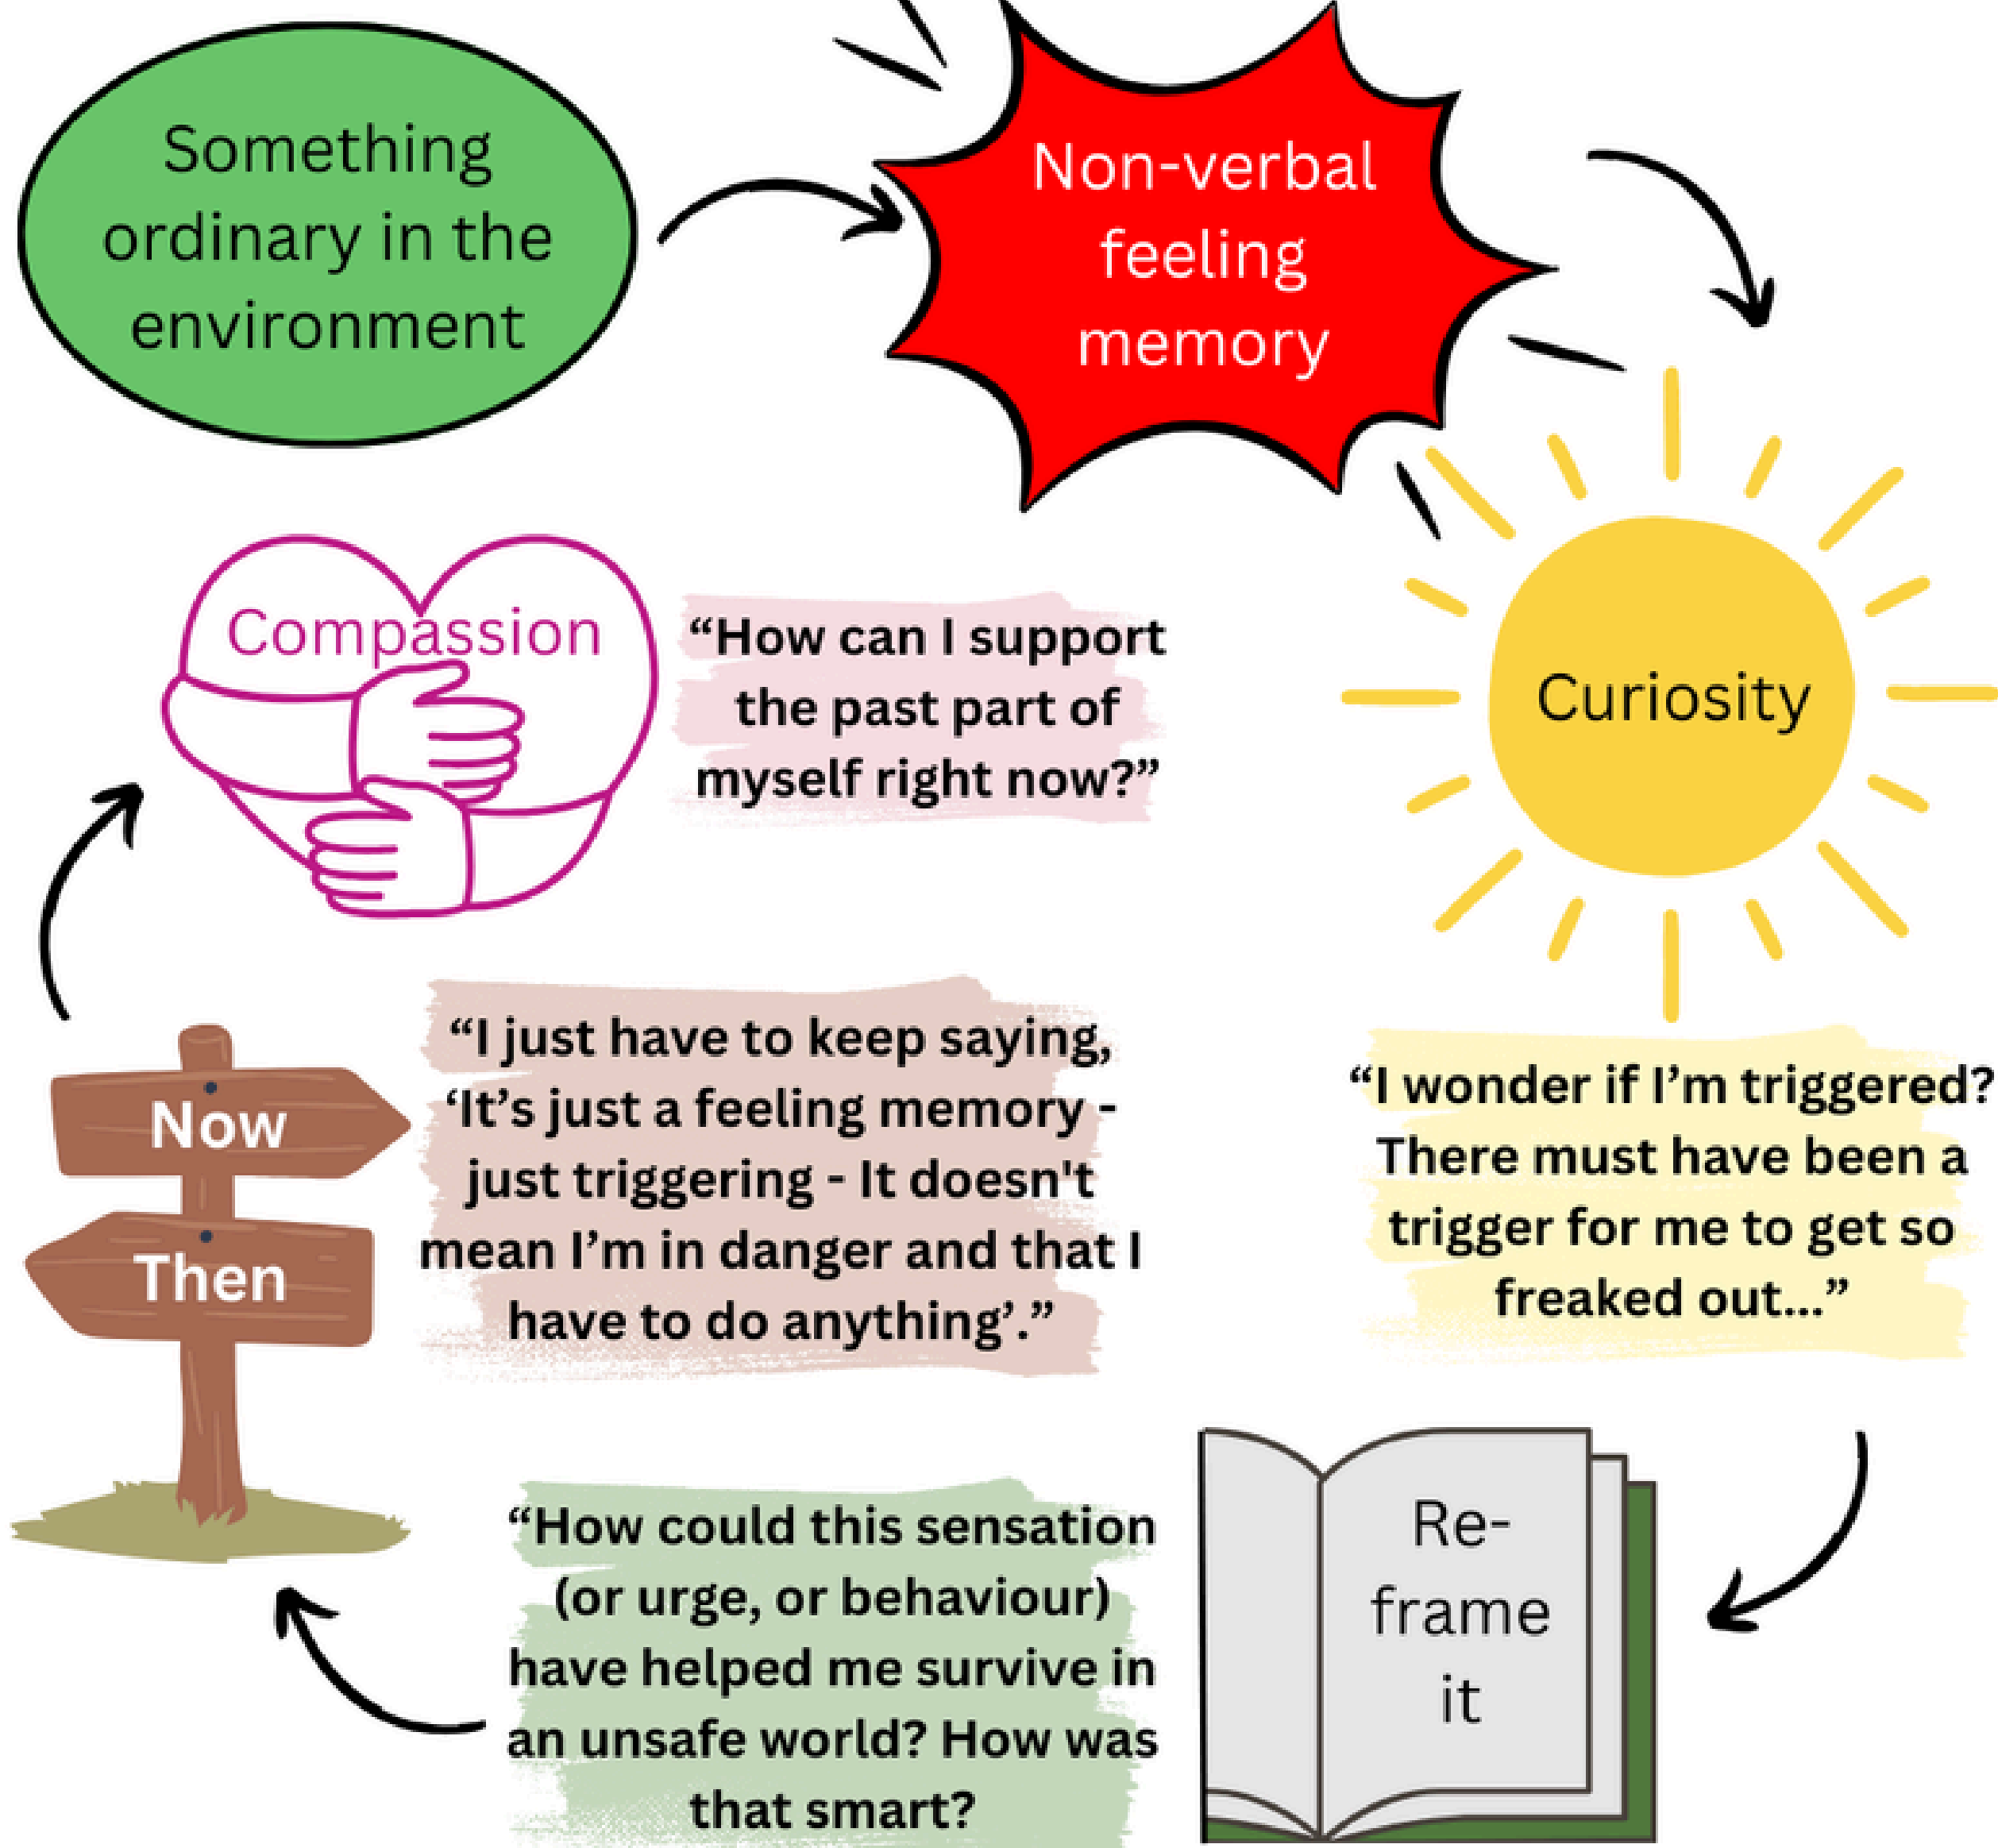 Something
ordinary in the
environment
Non-verbal
feeling
memory
Curiosity
“I wonder if I’m triggered?
There must have been a
trigger for me to get so
freaked out...”
Re-
frame
it
“How could this sensation
(or urge, or behaviour)
have helped me survive in
an unsafe world? How was
that smart?
Now
Then
“I just have to keep saying,
‘It’s just a feeling memory -
just triggering - It doesn't
mean I’m in danger and that I
have to do anything’.”
Compassion
“How can I support
the past part of
myself right now?”